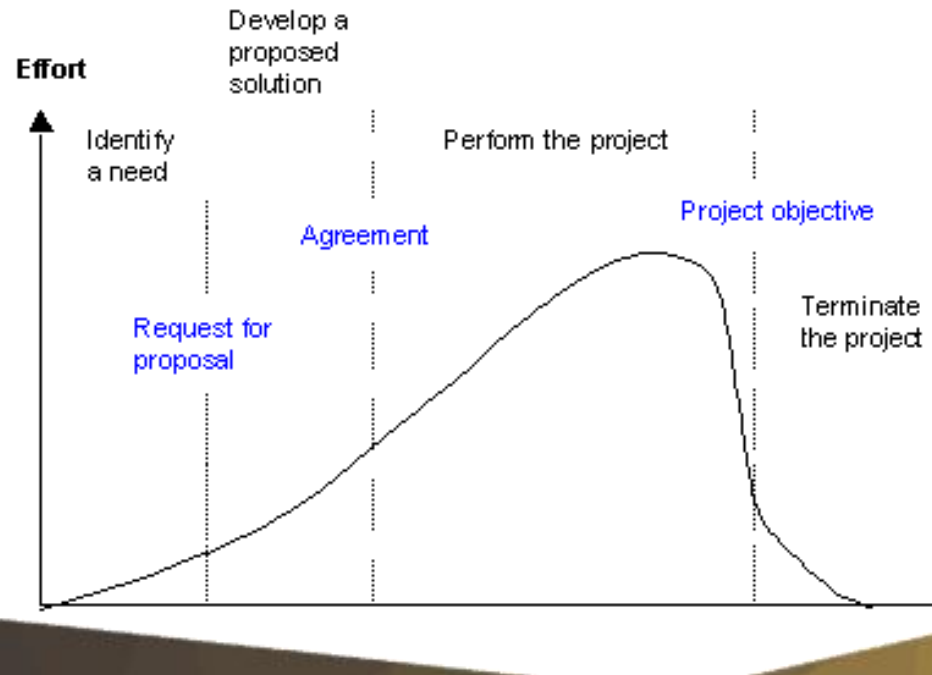 Develop a
proposed
solution
Effort
Identify
a need
Perform the project
Project objective
Agreement
Terminate
the project
Request for
proposal